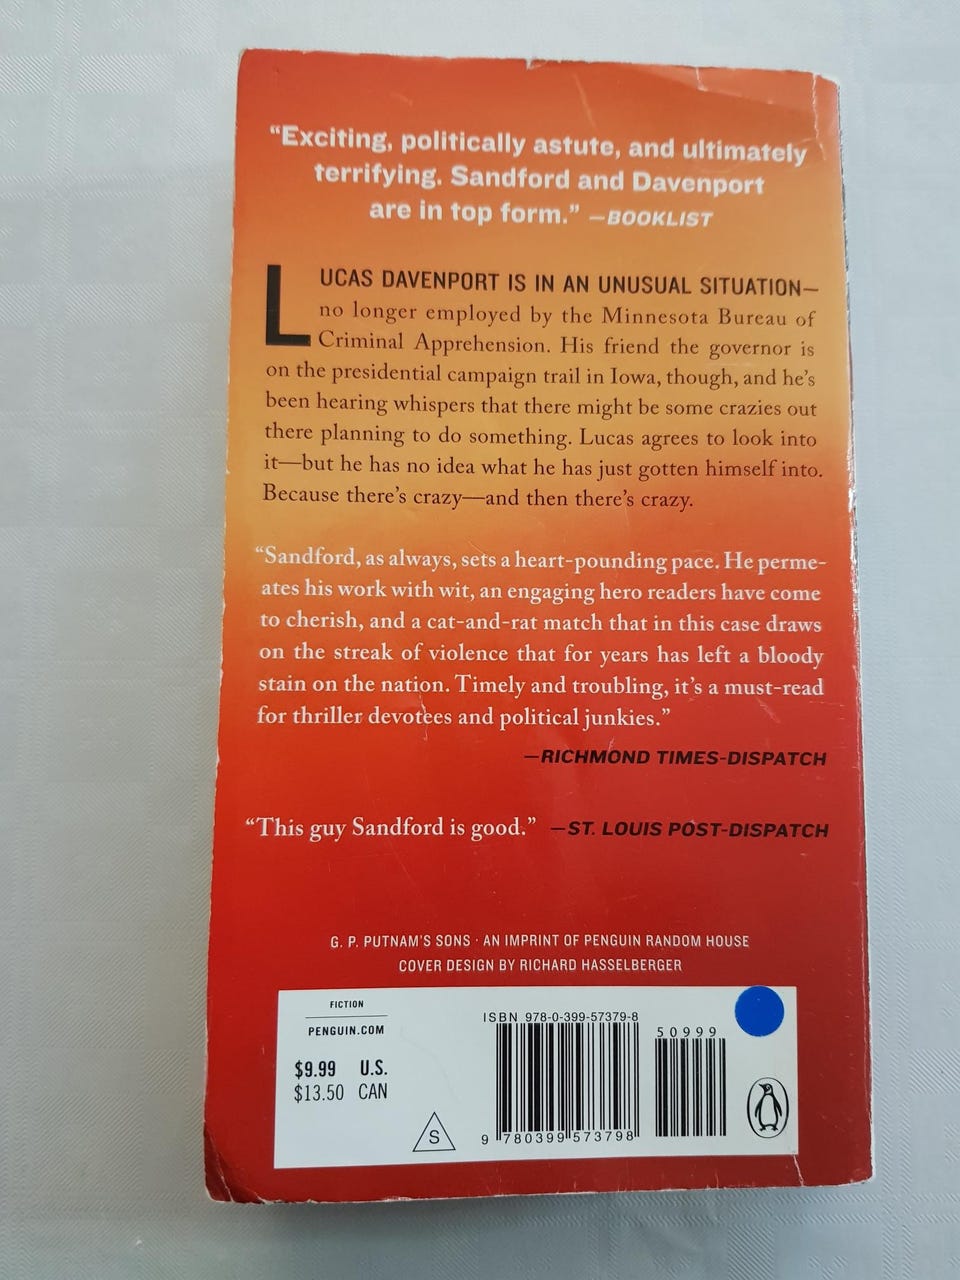 “Exciting, politically astute, and ultimately
terrifying. Sandford and Davenport
are in top form.” —BOOKLIST
LUCAS DAVENPORT IS IN AN UNUSUAL SITUATION—
no longer employed by the Minnesota Bureau of
Criminal Apprehension. His friend the governor is
on the presidential campaign trail in Iowa, though, and he’s
been hearing whispers that there might be some crazies out
there planning to do something. Lucas agrees to look into
it—but he has no idea what he has just gotten himself into.
Because there’s crazy—and then there’s crazy.
“Sandford, as always, sets a heart-pounding pace. He perme-
ates his work with wit, an engaging hero readers have come
to cherish, and a cat-and-rat match that in this case draws
on the streak of violence that for years has left a bloody
stain on the nation. Timely and troubling, it’s a must-read
for thriller devotees and political junkies.”
—RICHMOND TIMES-DISPATCH
“This guy Sandford is good.” —ST. LOUIS POST-DISPATCH
G. P. PUTNAM’S SONS · AN IMPRINT OF PENGUIN RANDOM HOUSE
COVER DESIGN BY RICHARD HASSELBERGER
FICTION
PENGUIN.COM
$9.99 U.S.
$13.50 CAN
S
ISBN 978-0-399-57379-8
50999
9 780399 573798